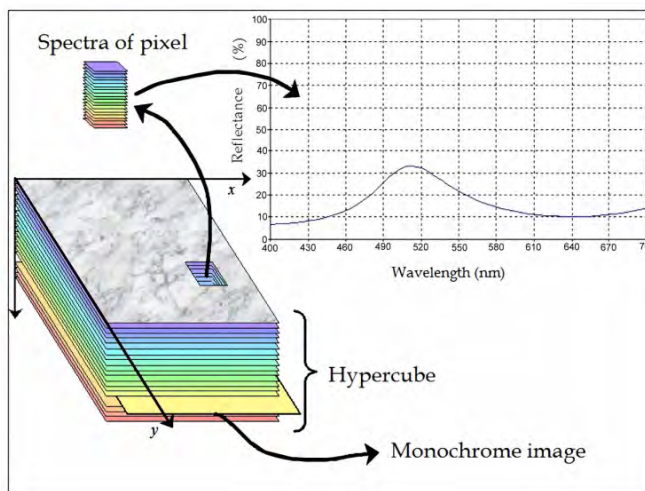 Spectra of pixel
Reflectance (%)
100
90
80
70
60
50
40
30
20
10
0
400 430 460 490 520 550 580 610 640 670
Wavelength (nm)
x
y
Hypercube
Monochrome image